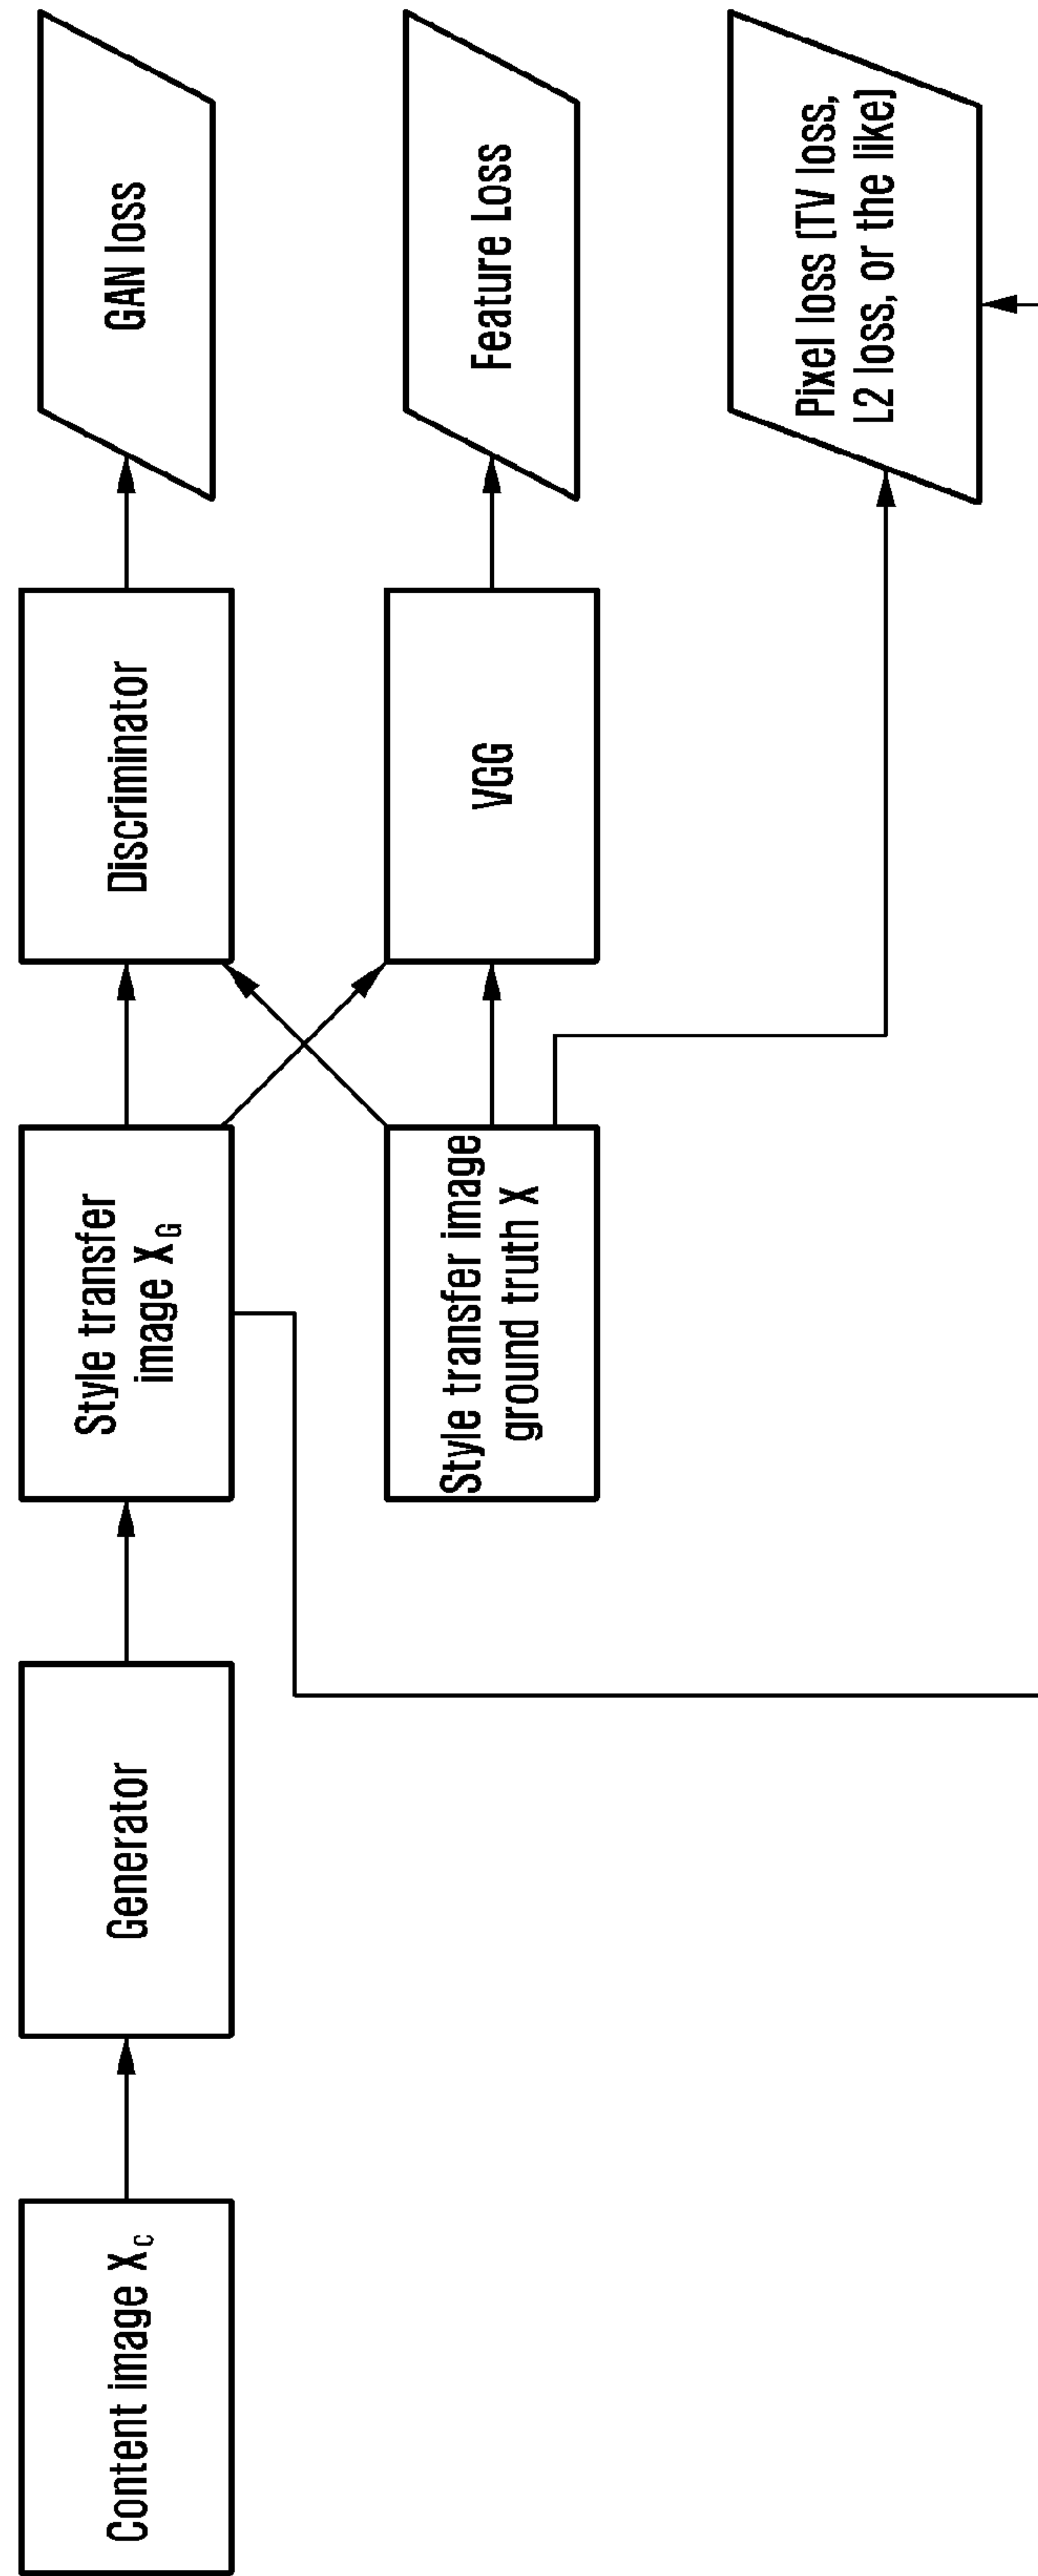 Content image X_C
Generator
Style transfer
image X_G
Discriminator
GAN loss
Style transfer image
ground truth X
VGG
Feature Loss
Pixel loss (TV loss,
L2 loss, or the like)